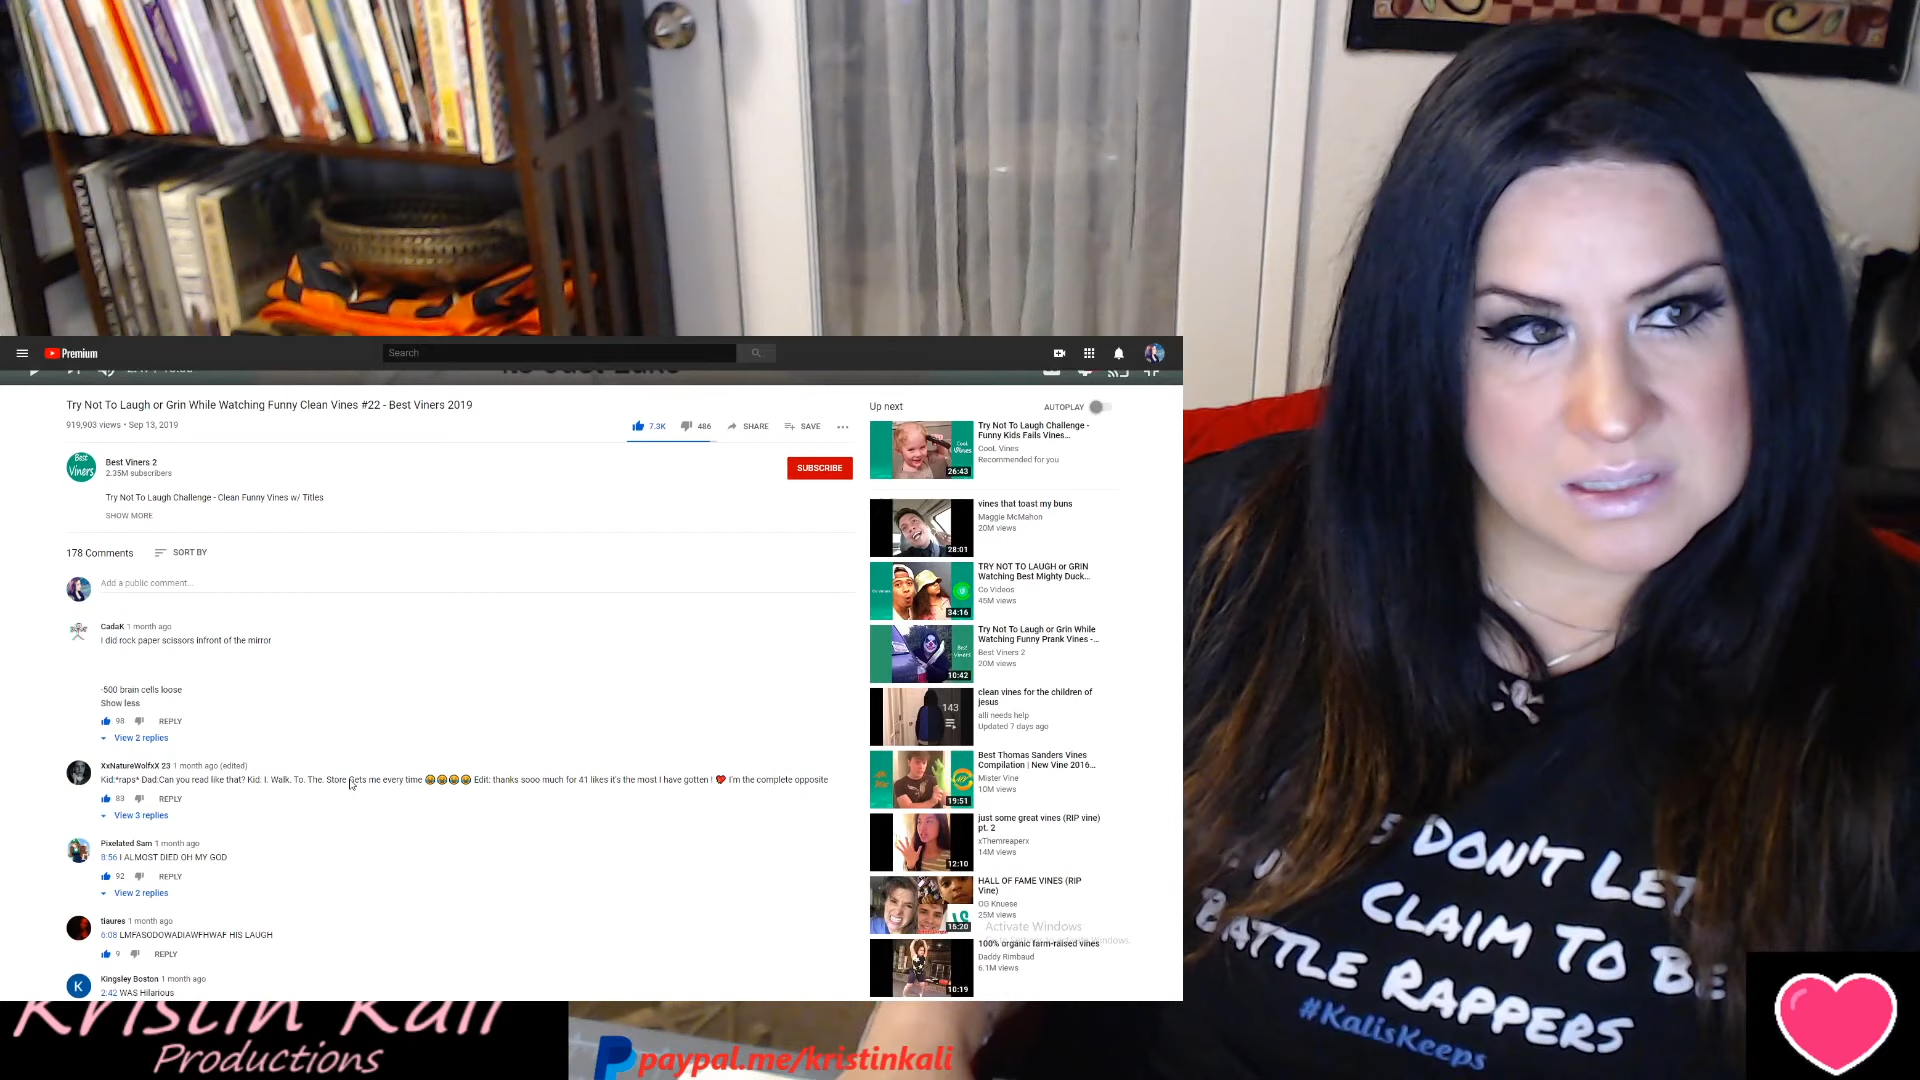 Premium
Search
Try Not To Laugh or Grin While Watching Funny Clean Vines #22 - Best Viners 2019
919,903 views • Sep 13, 2019
7.3K
486
SHARE
SAVE
Best Viners 2
2.35M subscribers
SUBSCRIBE
Try Not To Laugh Challenge - Clean Funny Vines w/ Titles
SHOW MORE
178 Comments
SORT BY
Add a public comment...
CadaK 1 month ago
I did rock paper scissors infront of the mirror
-500 brain cells loose
Show less
98
REPLY
View 2 replies
XxNatureWolfxX 23 1 month ago (edited)
Kid:*raps* Dad:Can you read like that? Kid: I. Walk. To. The. Store Gets me every time 😂😂😂😂 Edit: thanks sooo much for 41 likes it's the most I have gotten ! 💖 I'm the complete opposite
83
REPLY
View 3 replies
Pixelated Sam 1 month ago
8:56 I ALMOST DIED OH MY GOD
92
REPLY
View 2 replies
tiaures 1 month ago
6:08 LMFASODOWADIAWFHWAF HIS LAUGH
9
REPLY
K
Kingsley Boston 1 month ago
2:42 WAS Hilarious
Up next
AUTOPLAY
Try Not To Laugh Challenge -
Funny Kids Fails Vines...
CooL Vines
Recommended for you
26:43
vines that toast my buns
Maggie McMahon
20M views
28:01
TRY NOT TO LAUGH or GRIN
Watching Best Mighty Duck...
Co Videos
45M views
34:16
Try Not To Laugh or Grin While
Watching Funny Prank Vines -...
Best Viners 2
20M views
10:42
clean vines for the children of
jesus
alli needs help
Updated 7 days ago
143
Best Thomas Sanders Vines
Compilation | New Vine 2016...
Mister Vine
10M views
19:51
just some great vines (RIP vine)
pt. 2
xThemreaperx
14M views
12:10
HALL OF FAME VINES (RIP
Vine)
OG Knuese
25M views
15:20
Activate Windows
100% organic farm-raised vines
Daddy Rimbaud
6.1M views
10:19
Best
Viners
Kristin Kali
Productions
paypal.me/kristinkali
DON'T LET
CLAIM TO BE
BATTLE RAPPERS
#KalisKeeps